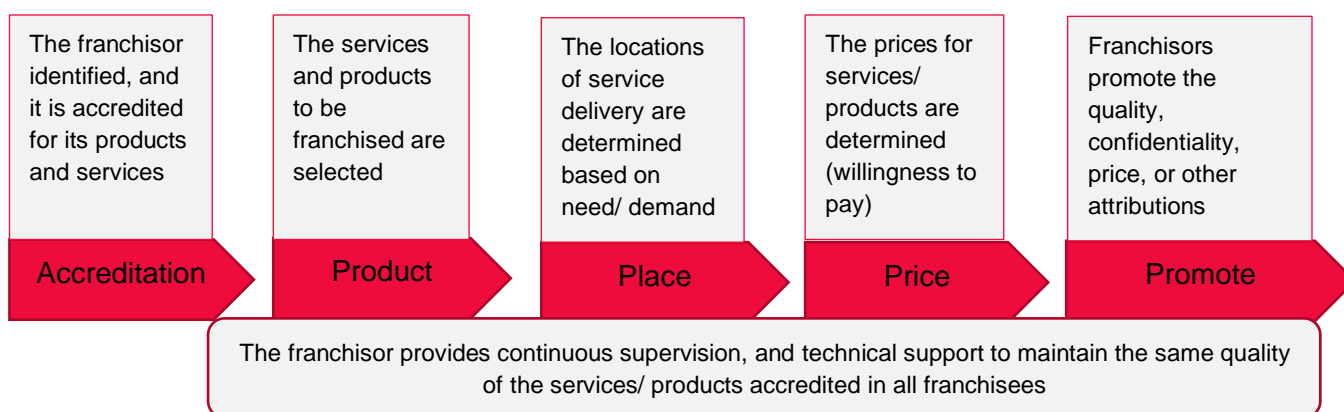 The franchisor
identified, and
it is accredited
for its products
and services
Accreditation
The services
and products
to be
franchised are
selected
Product
The locations
of service
delivery are
determined
based on
need/ demand
Place
The prices for
services/
products are
determined
(willingness to
pay)
Price
Franchisors
promote the
quality,
confidentiality,
price, or other
attributions
Promote
The franchisor provides continuous supervision, and technical support to maintain the same quality
of the services/ products accredited in all franchisees